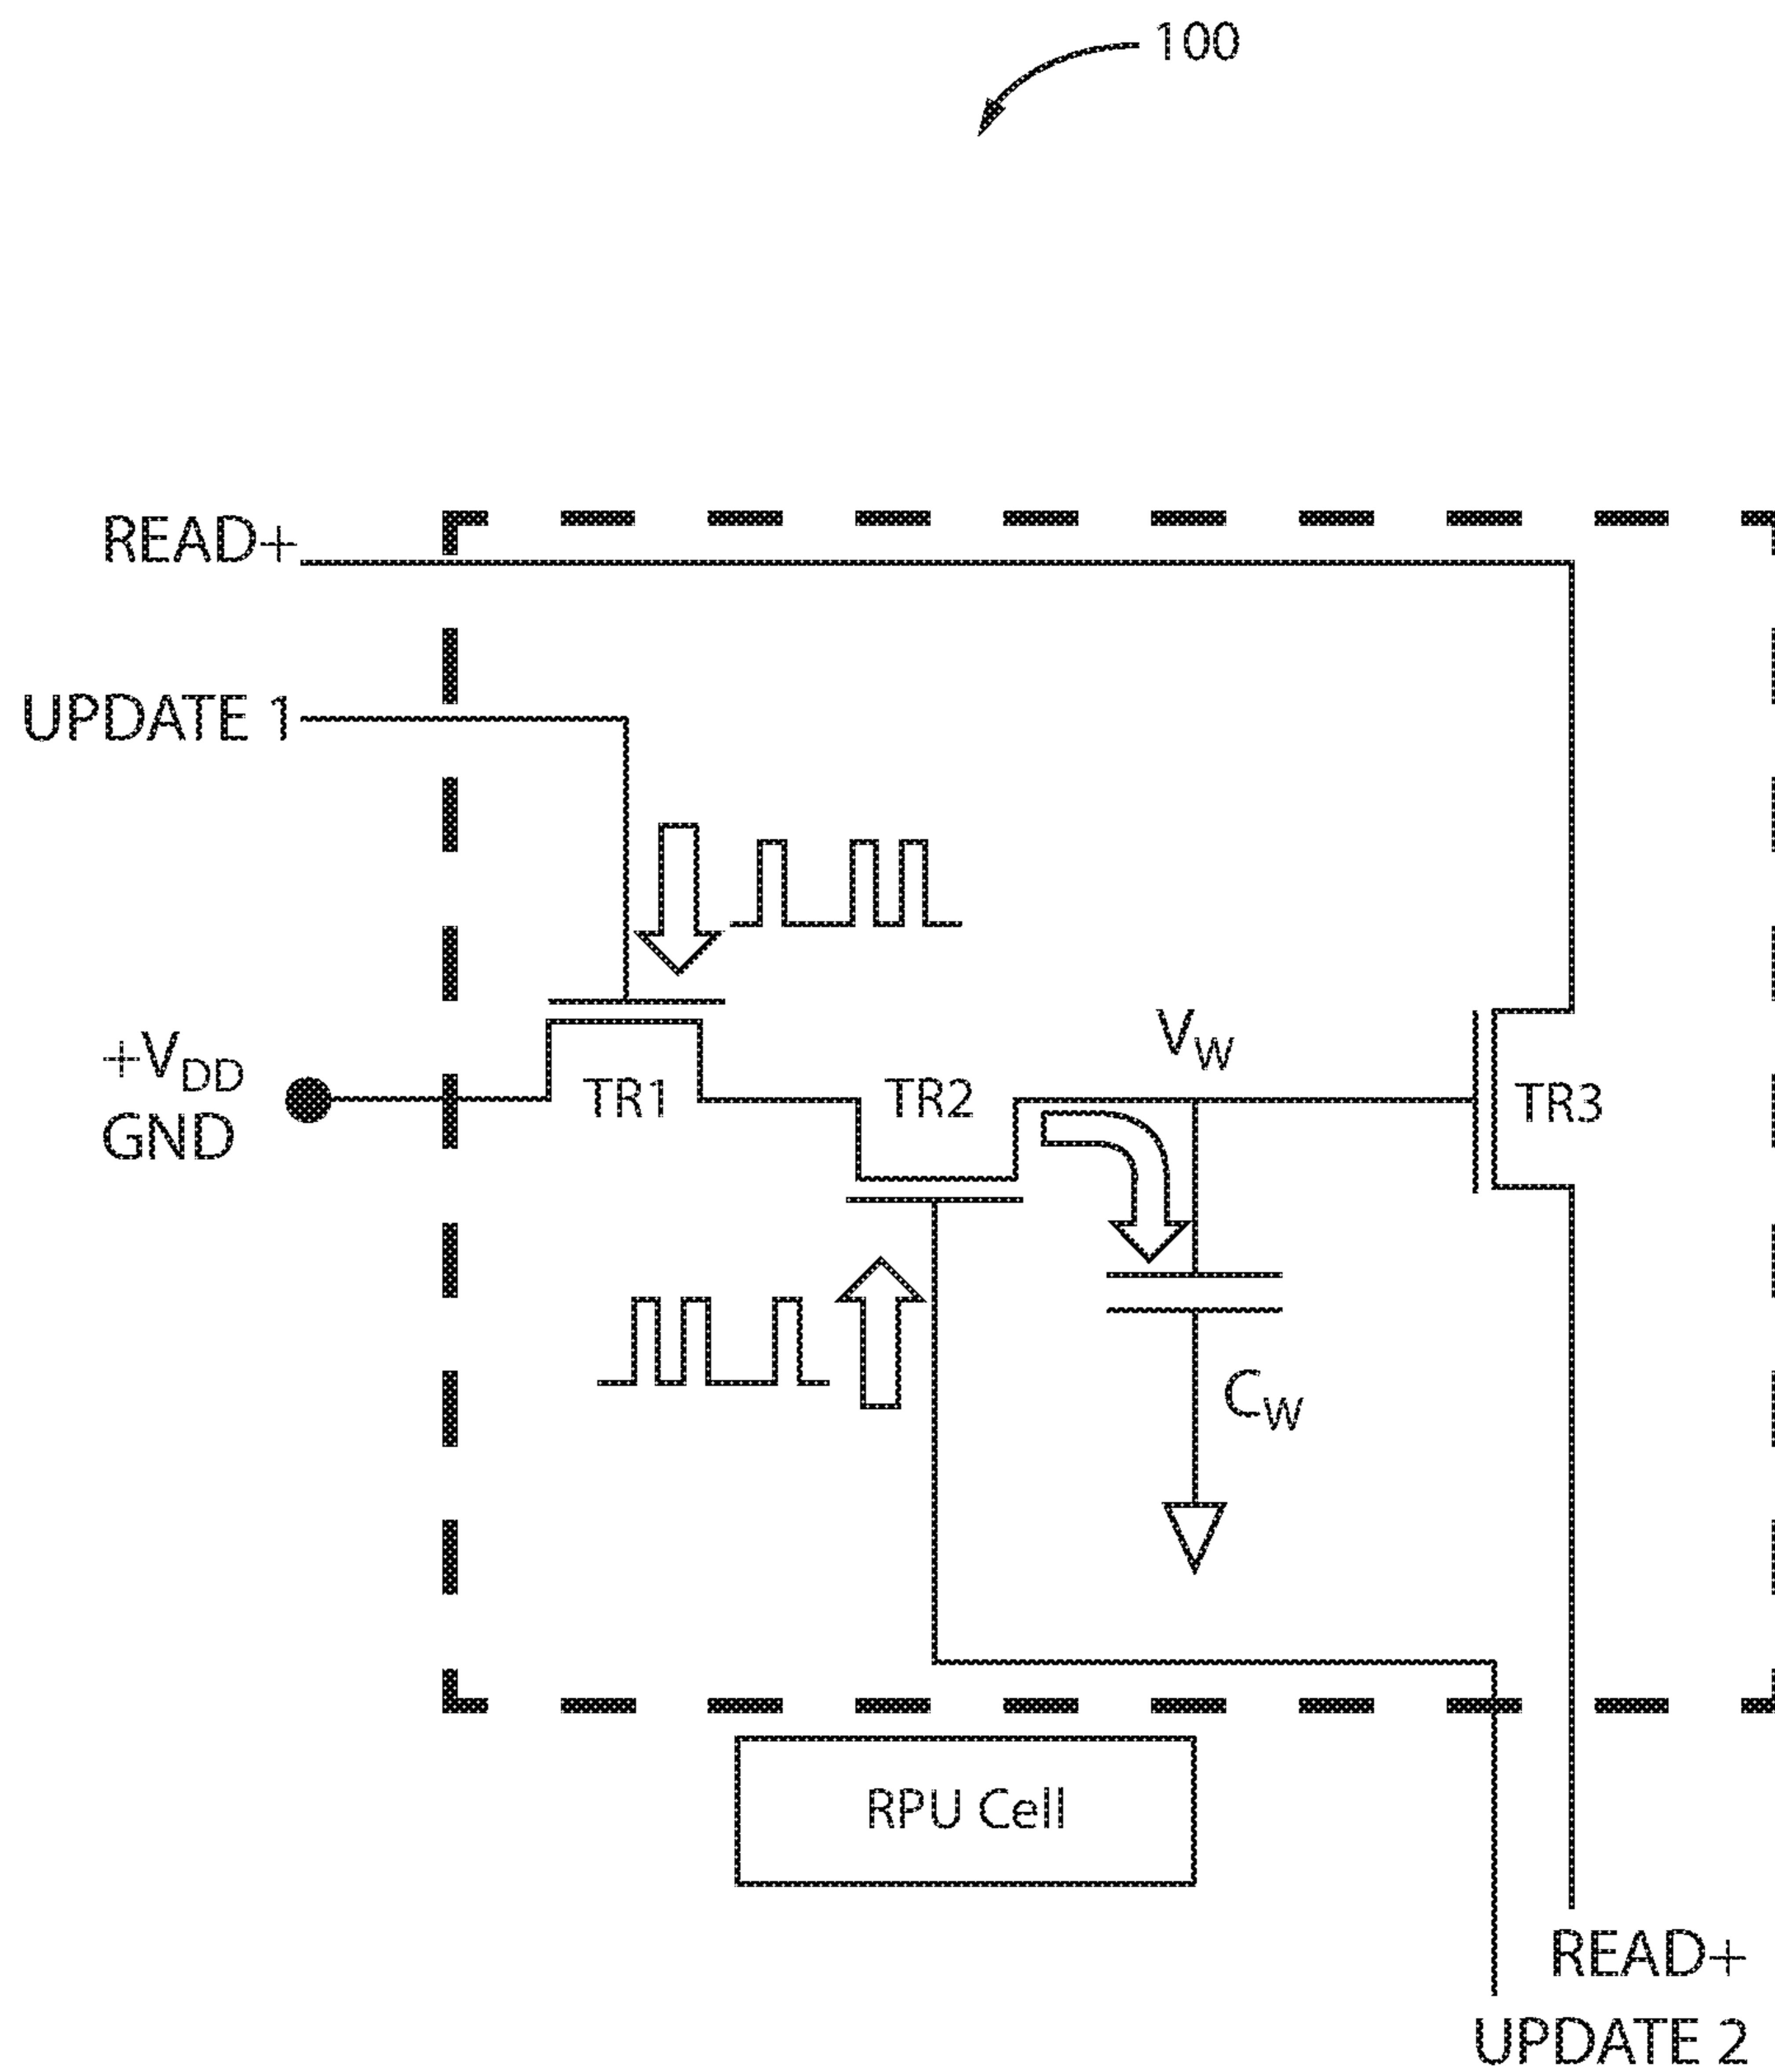 100
READ+
UPDATE 1
+VDD
GND
TR1
TR2
VW
TR3
CW
RPU Cell
READ+
UPDATE 2